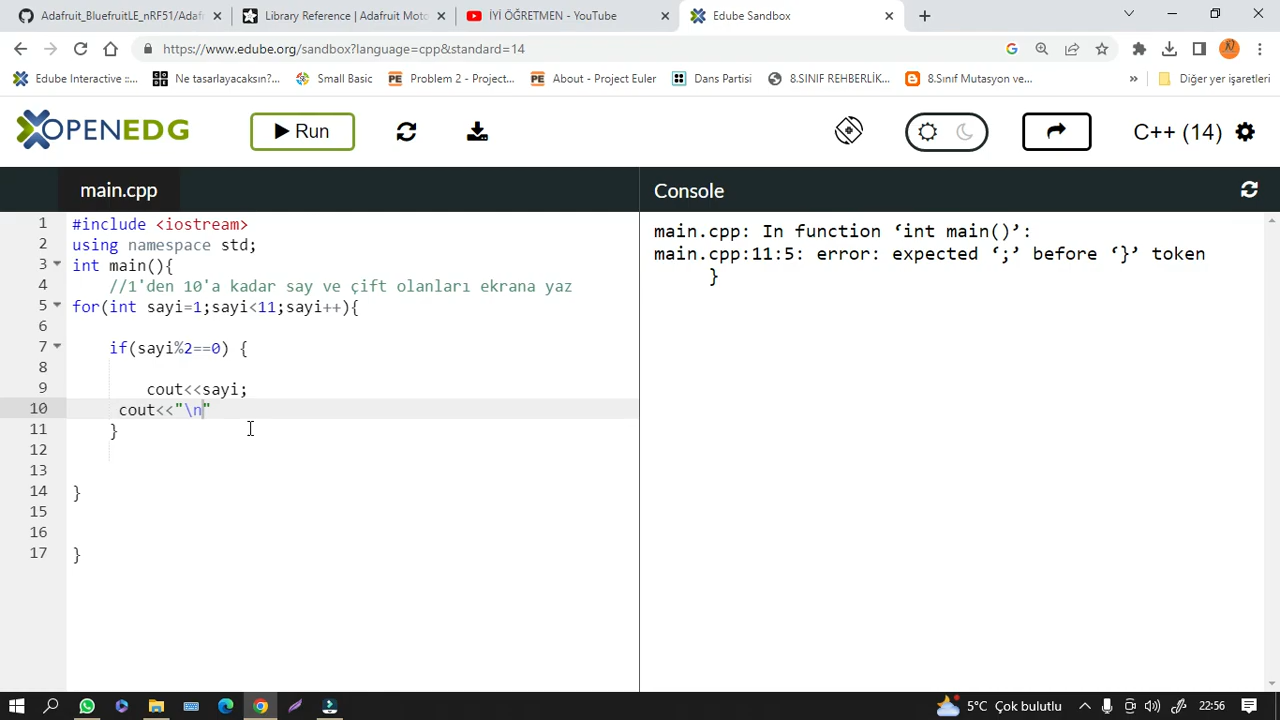 Adafruit_BluefruitLE_nRF51/Adaf
Library Reference | Adafruit Moto
İYİ ÖĞRETMEN - YouTube
Edube Sandbox
https://www.edube.org/sandbox?language=cpp&standard=14
Edube Interactive ::...
Ne tasarlayacaksın?...
Small Basic
Problem 2 - Project...
About - Project Euler
Dans Partisi
8.SINIF REHBERLİK...
8.Sınıf Mutasyon ve...
»
Diğer yer işaretleri
OPENEDG
Run
C++ (14)
main.cpp
Console
1 #include <iostream>
2 using namespace std;
3 int main(){
4 //1'den 10'a kadar say ve çift olanları ekrana yaz
5 for(int sayi=1;sayi<11;sayi++){
6
7 if(sayi%2==0) {
8
9 cout<<sayi;
10 cout<<"\n"
11 }
12
13
14 }
15
16
17 }
main.cpp: In function ‘int main()’:
main.cpp:11:5: error: expected ‘;’ before ‘}’ token
}
5°C Çok bulutlu
22:56